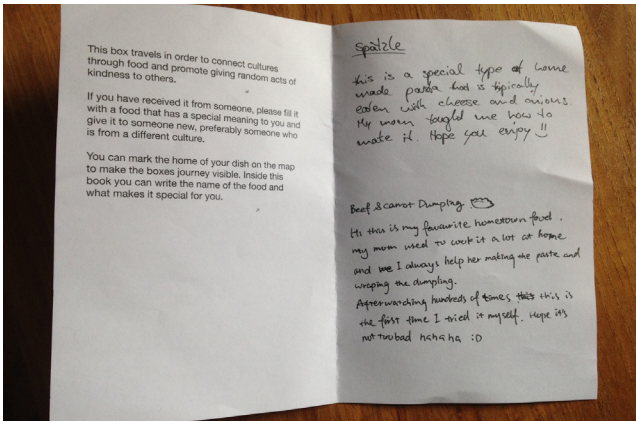 This box travels in order to connect cultures
through food and promote giving random acts of
kindness to others.
If you have received it from someone, please fill it
with a food that has a special meaning to you and
give it to someone new, preferably someone who
is from a different culture.
You can mark the home of your dish on the map
to make the boxes journey visible. Inside this
book you can write the name of the food and
what makes it special for you.
Spätzle
this is a special type of home
made pasta that is typically
eaten with cheese and onions.
My mom taught me how to
make it. Hope you enjoy !!
Beef & carrot Dumpling
Hi this is my favourite hometown food.
my mum used to cook it a lot at home
and we I always help her making the paste and
wraping the dumpling.
After watching hundreds of times this this is
the first time I tried it myself. Hope it's
not too bad hahaha :D